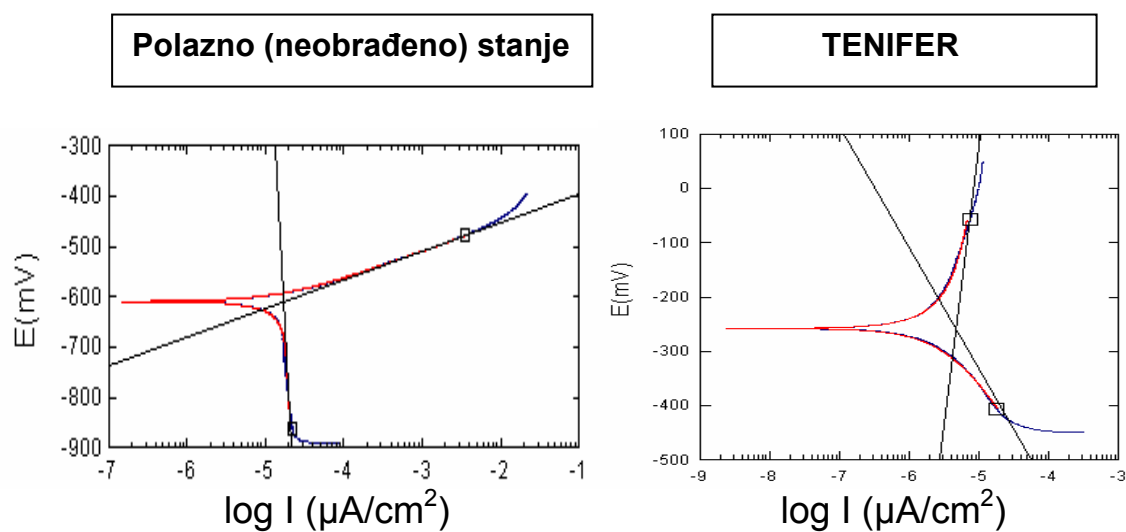 Polazno (neobrađeno) stanje
TENIFER
-300
-400
-500
-600
-700
-800
-900
E(mV)
-7 -6 -5 -4 -3 -2 -1
log I (µA/cm²)
100
0
-100
-200
-300
-400
-500
E(mV)
-9 -8 -7 -6 -5 -4 -3
log I (µA/cm²)